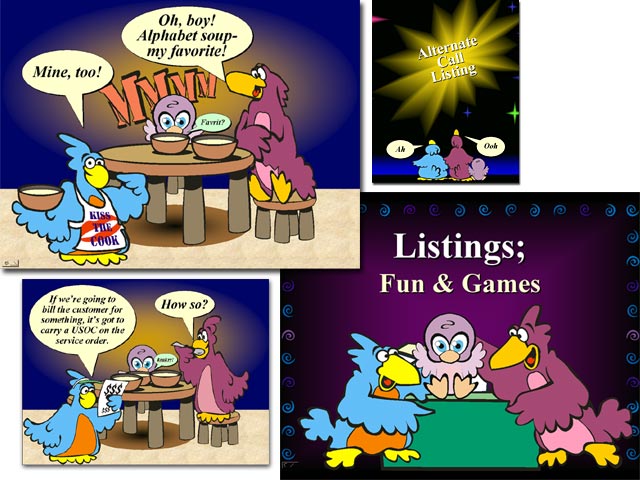 Oh, boy!
Alphabet soup-
my favorite!
Mine, too!
MMMM
Favrit?
KISS
THE
COOK
Alternate
Call
Listing
Ah
Ooh
If we're going to
bill the customer for
something, it's got to
carry a USOC on the
service order.
How so?
$$$
Listings;
Fun & Games